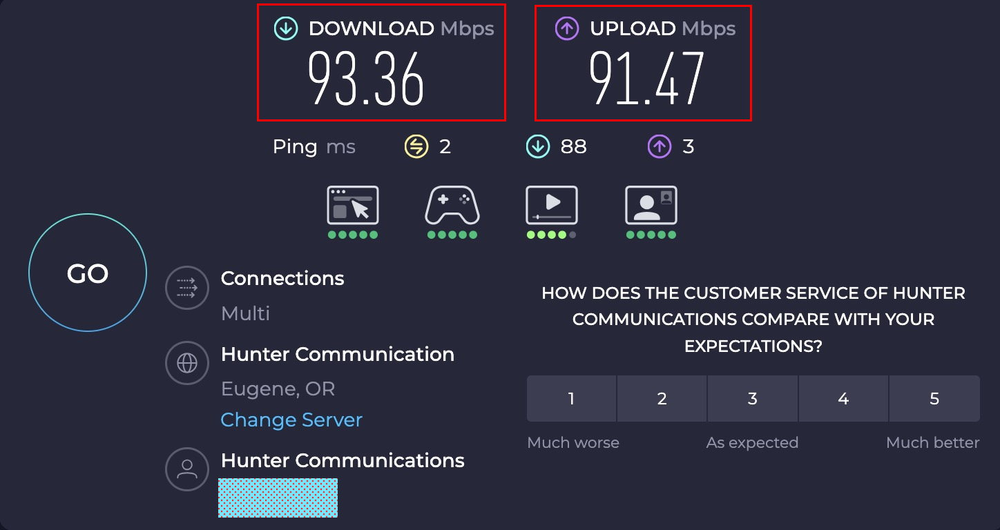 DOWNLOAD Mbps
93.36
UPLOAD Mbps
91.47
Ping ms 2 88 3
GO
Connections
Multi
Hunter Communication
Eugene, OR
Change Server
Hunter Communications
HOW DOES THE CUSTOMER SERVICE OF HUNTER
COMMUNICATIONS COMPARE WITH YOUR
EXPECTATIONS?
1 2 3 4 5
Much worse As expected Much better